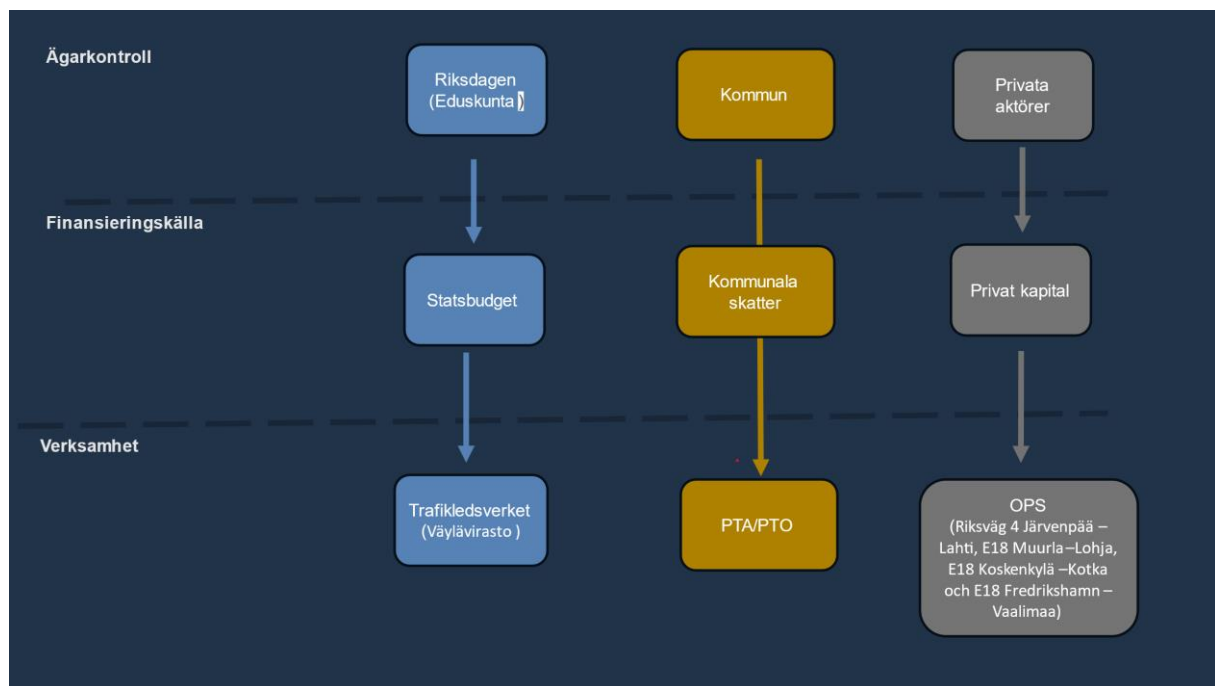 Ägarkontroll
Riksdagen
(Eduskunta )
Kommun
Privata
aktörer
Finansieringskälla
Statsbudget
Kommunala
skatter
Privat kapital
Verksamhet
Trafikledsverket
(Väylävirasto )
PTA/PTO
OPS
(Riksväg 4 Järvenpää –
Lahti, E18 Muurla–Lohja,
E18 Koskenkylä –Kotka
och E18 Fredrikshamn –
Vaalimaa)